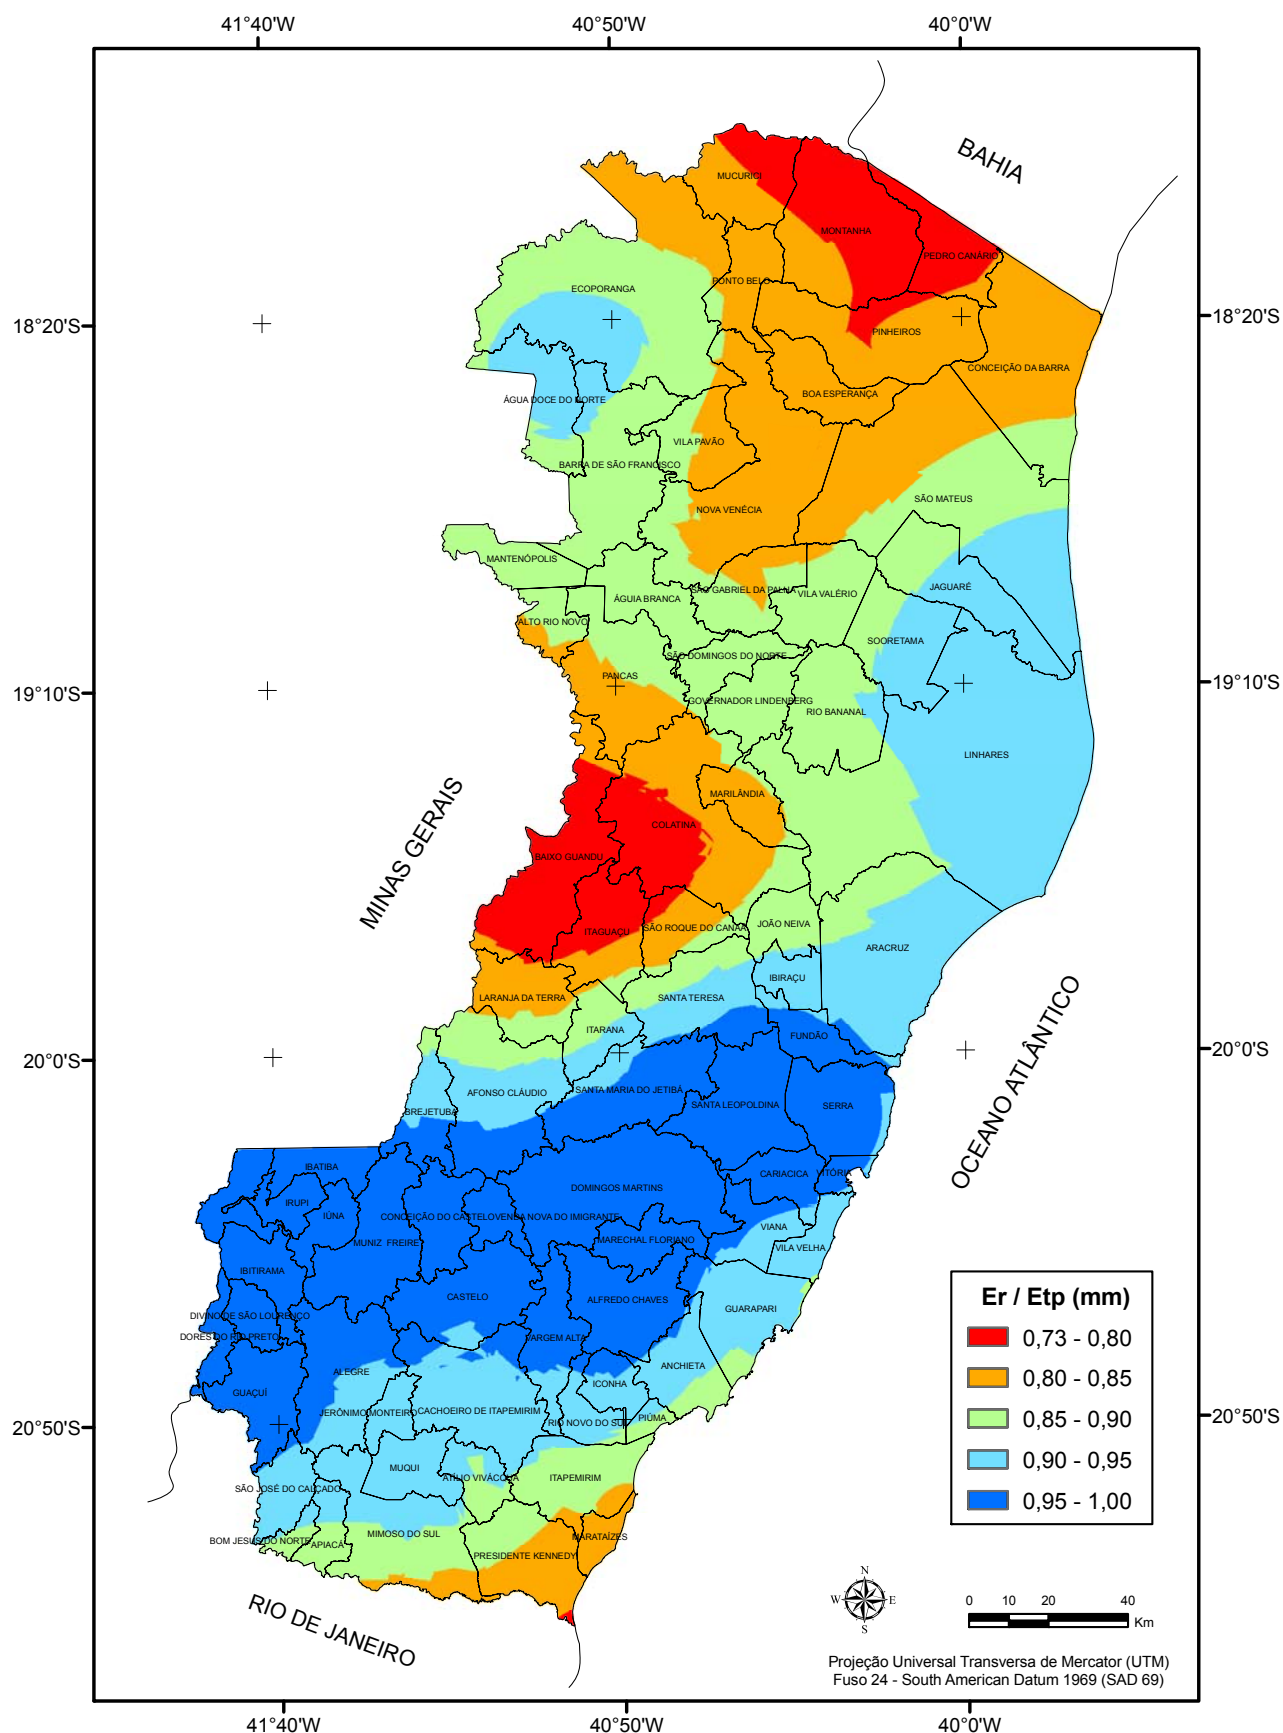 41°40'W
40°50'W
40°0'W
BAHIA
MUCURICI
MONTANHA
PEDRO CANÁRIO
PONTO BELO
ECOPORANGA
18°20'S
18°20'S
PINHEIROS
CONCEIÇÃO DA BARRA
BOA ESPERANÇA
ÁGUA DOCE DO NORTE
VILA PAVÃO
BARRA DE SÃO FRANCISCO
SÃO MATEUS
NOVA VENÉCIA
MANTENÓPOLIS
JAGUARÉ
SÃO GABRIEL DA PALHA
VILA VALÉRIO
ÁGUIA BRANCA
ALTO RIO NOVO
SOORETAMA
SÃO DOMINGOS DO NORTE
PANCAS
19°10'S
19°10'S
GOVERNADOR LINDENBERG
RIO BANANAL
LINHARES
MARILÂNDIA
MINAS GERAIS
COLATINA
BAIXO GUANDU
ITAGUAÇU
SÃO ROQUE DO CANAÃ
JOÃO NEIVA
ARACRUZ
IBIRAÇU
LARANJA DA TERRA
SANTA TERESA
OCEANO ATLÂNTICO
ITARANA
FUNDÃO
20°0'S
20°0'S
AFONSO CLÁUDIO
SANTA MARIA DO JETIBÁ
BREJETUBA
SANTA LEOPOLDINA
SERRA
IBATIBA
CARIACICA
VITÓRIA
DOMINGOS MARTINS
IRUPI
IÚNA
CONCEIÇÃO DO CASTELO
VENDA NOVA DO IMIGRANTE
VIANA
MUNIZ FREIRE
MARECHAL FLORIANO
VILA VELHA
IBITIRAMA
CASTELO
ALFREDO CHAVES
GUARAPARI
DIVINO DE SÃO LOURENÇO
DORES DO RIO PRETO
VARGEM ALTA
ALEGRE
ANCHIETA
GUAÇUÍ
ICONHA
JERÔNIMO MONTEIRO
CACHOEIRO DE ITAPEMIRIM
RIO NOVO DO SUL
PIÚMA
20°50'S
20°50'S
MUQUI
ATÍLIO VIVÁCQUA
ITAPEMIRIM
SÃO JOSÉ DO CALÇADO
MIMOSO DO SUL
MARATAÍZES
BOM JESUS DO NORTE
APIACÁ
PRESIDENTE KENNEDY
RIO DE JANEIRO
Er / Etp (mm)
0,73 - 0,80
0,80 - 0,85
0,85 - 0,90
0,90 - 0,95
0,95 - 1,00
N
W
E
S
0 10 20 40
Km
Projeção Universal Transversa de Mercator (UTM)
Fuso 24 - South American Datum 1969 (SAD 69)
41°40'W
40°50'W
40°0'W